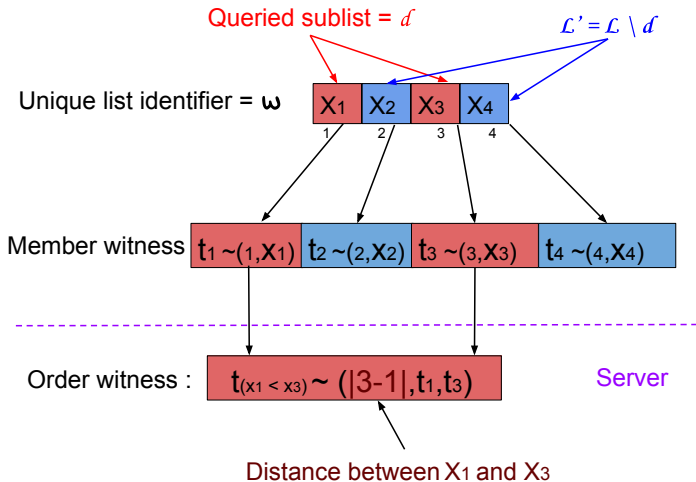 Queried sublist = d
ℒ' = ℒ \ d
Unique list identifier = ω
X₁ X₂ X₃ X₄
1 2 3 4
Member witness t₁ ~(1,x₁) t₂ ~(2,x₂) t₃ ~(3,x₃) t₄ ~(4,x₄)
Order witness : t(x₁ < x₃) ~ (|3-1|,t₁,t₃) Server
Distance between X₁ and X₃